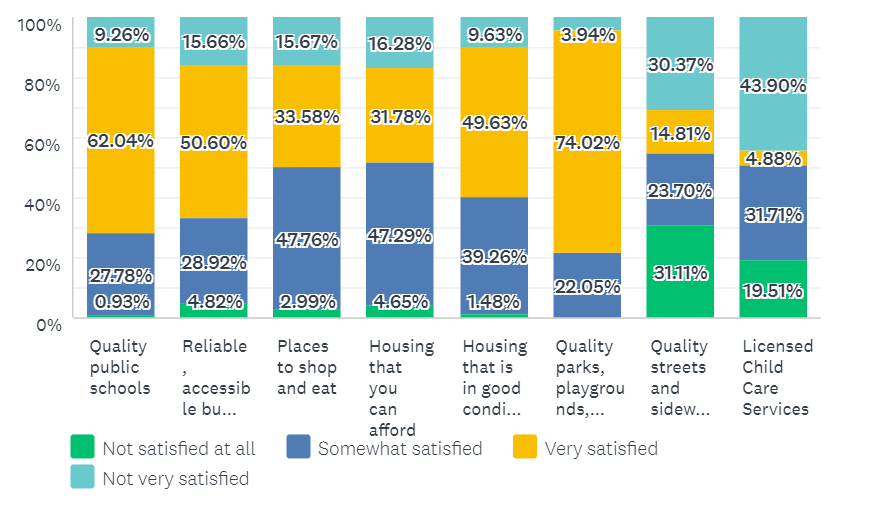 100%
80%
60%
40%
20%
0%
9.26% 15.66% 15.67% 16.28% 9.63% 3.94% 30.37% 43.90%
62.04% 50.60% 33.58% 31.78% 49.63% 74.02% 14.81% 4.88%
27.78% 28.92% 47.76% 47.29% 39.26% 22.05% 23.70% 31.71%
0.93% 4.82% 2.99% 4.65% 1.48% 31.11% 19.51%
Quality
public
schools
Reliable
,
accessib
le bu...
Places
to shop
and eat
Housing
that
you
can
afford
Housing
that is
in good
condi...
Quality
parks,
playgrou
nds,...
Quality
streets
and
sidew...
Licensed
Child
Care
Services
Not satisfied at all
Somewhat satisfied
Very satisfied
Not very satisfied